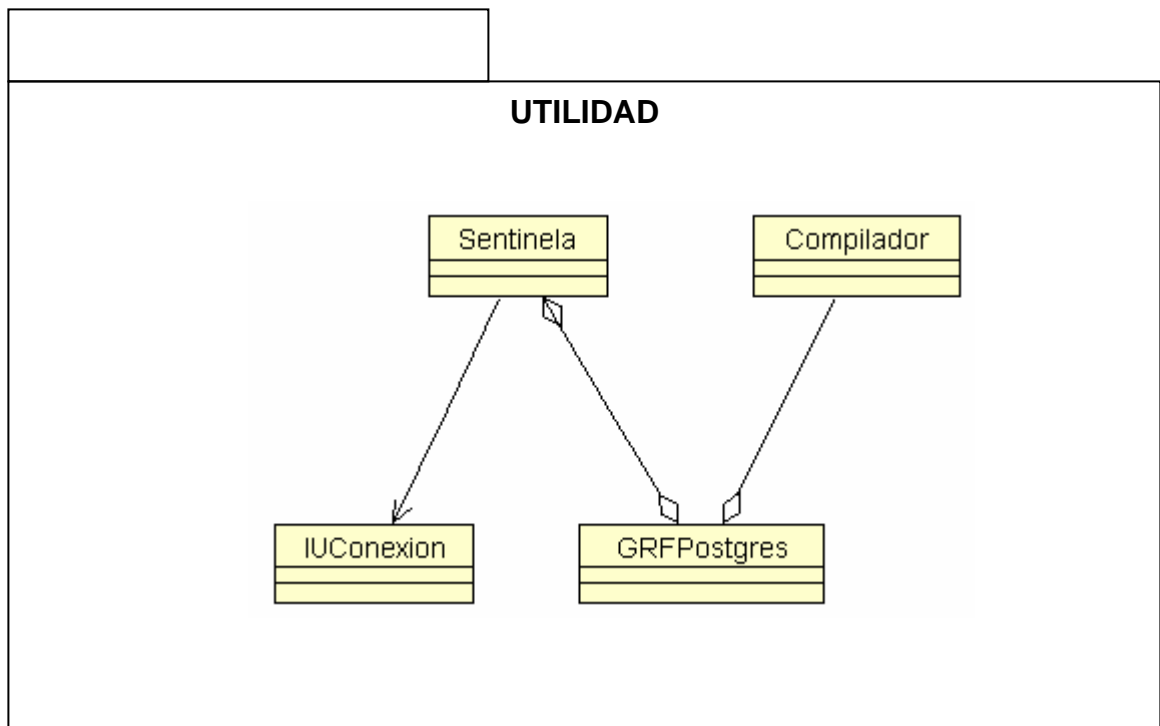 UTILIDAD
Sentinela
Compilador
IUConexion
GRFPostgres